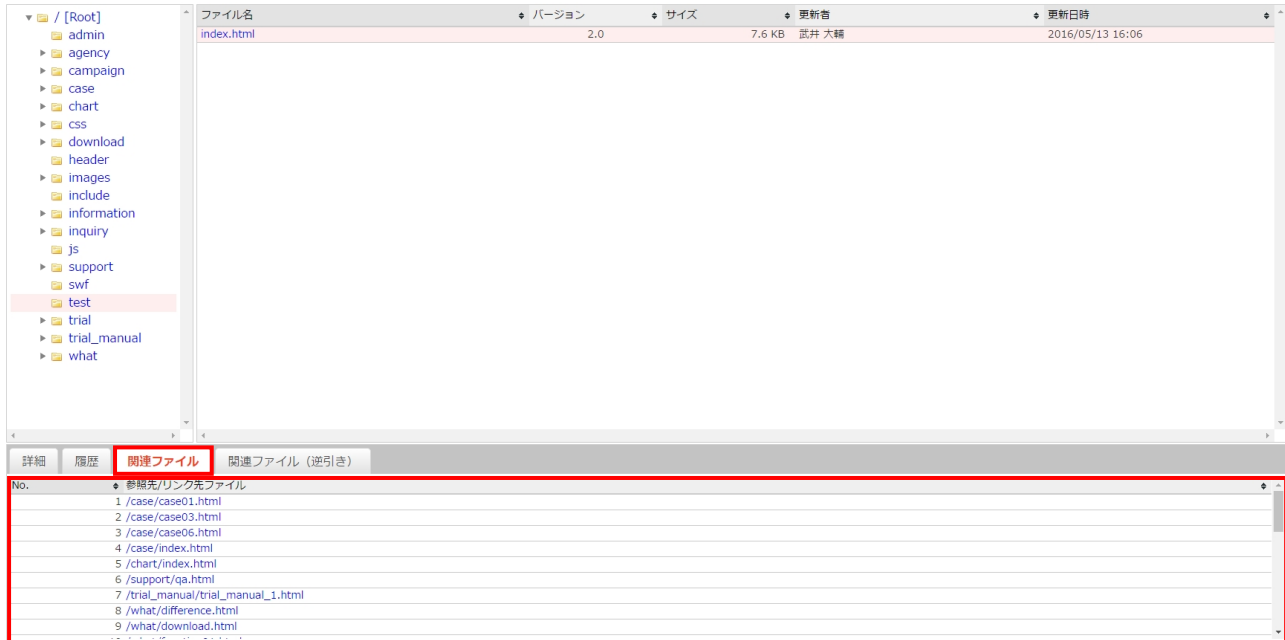 / [Root]
admin
agency
campaign
case
chart
css
download
header
images
include
information
inquiry
js
support
swf
test
trial
trial_manual
what
ファイル名 バージョン サイズ 更新者 更新日時
index.html 2.0 7.6 KB 武井 大輔 2016/05/13 16:06
詳細 履歴 関連ファイル 関連ファイル（逆引き）
No. 参照先/リンク先ファイル
1 /case/case01.html
2 /case/case03.html
3 /case/case06.html
4 /case/index.html
5 /chart/index.html
6 /support/qa.html
7 /trial_manual/trial_manual_1.html
8 /what/difference.html
9 /what/download.html